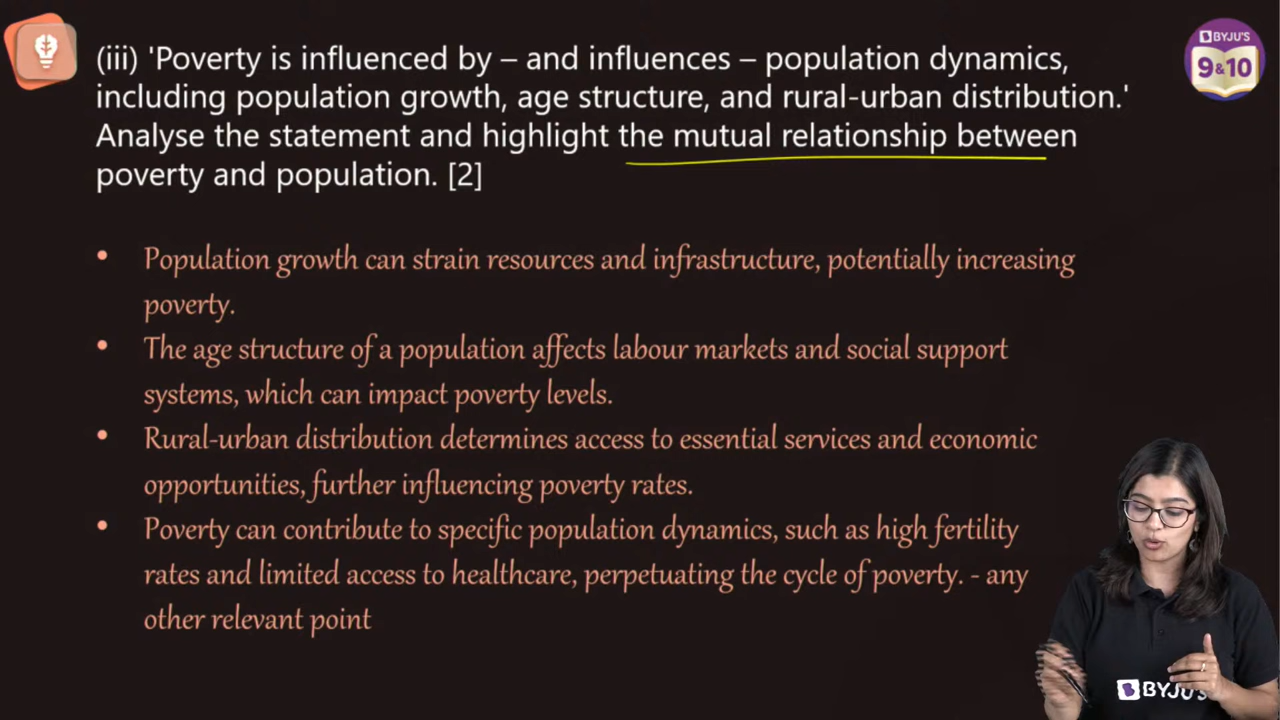 (iii) 'Poverty is influenced by – and influences – population dynamics,
including population growth, age structure, and rural-urban distribution.'
Analyse the statement and highlight the mutual relationship between
poverty and population. [2]
BYJU'S
9&10
• Population growth can strain resources and infrastructure, potentially increasing
poverty.
• The age structure of a population affects labour markets and social support
systems, which can impact poverty levels.
• Rural-urban distribution determines access to essential services and economic
opportunities, further influencing poverty rates.
• Poverty can contribute to specific population dynamics, such as high fertility
rates and limited access to healthcare, perpetuating the cycle of poverty. - any
other relevant point
BYJU'S